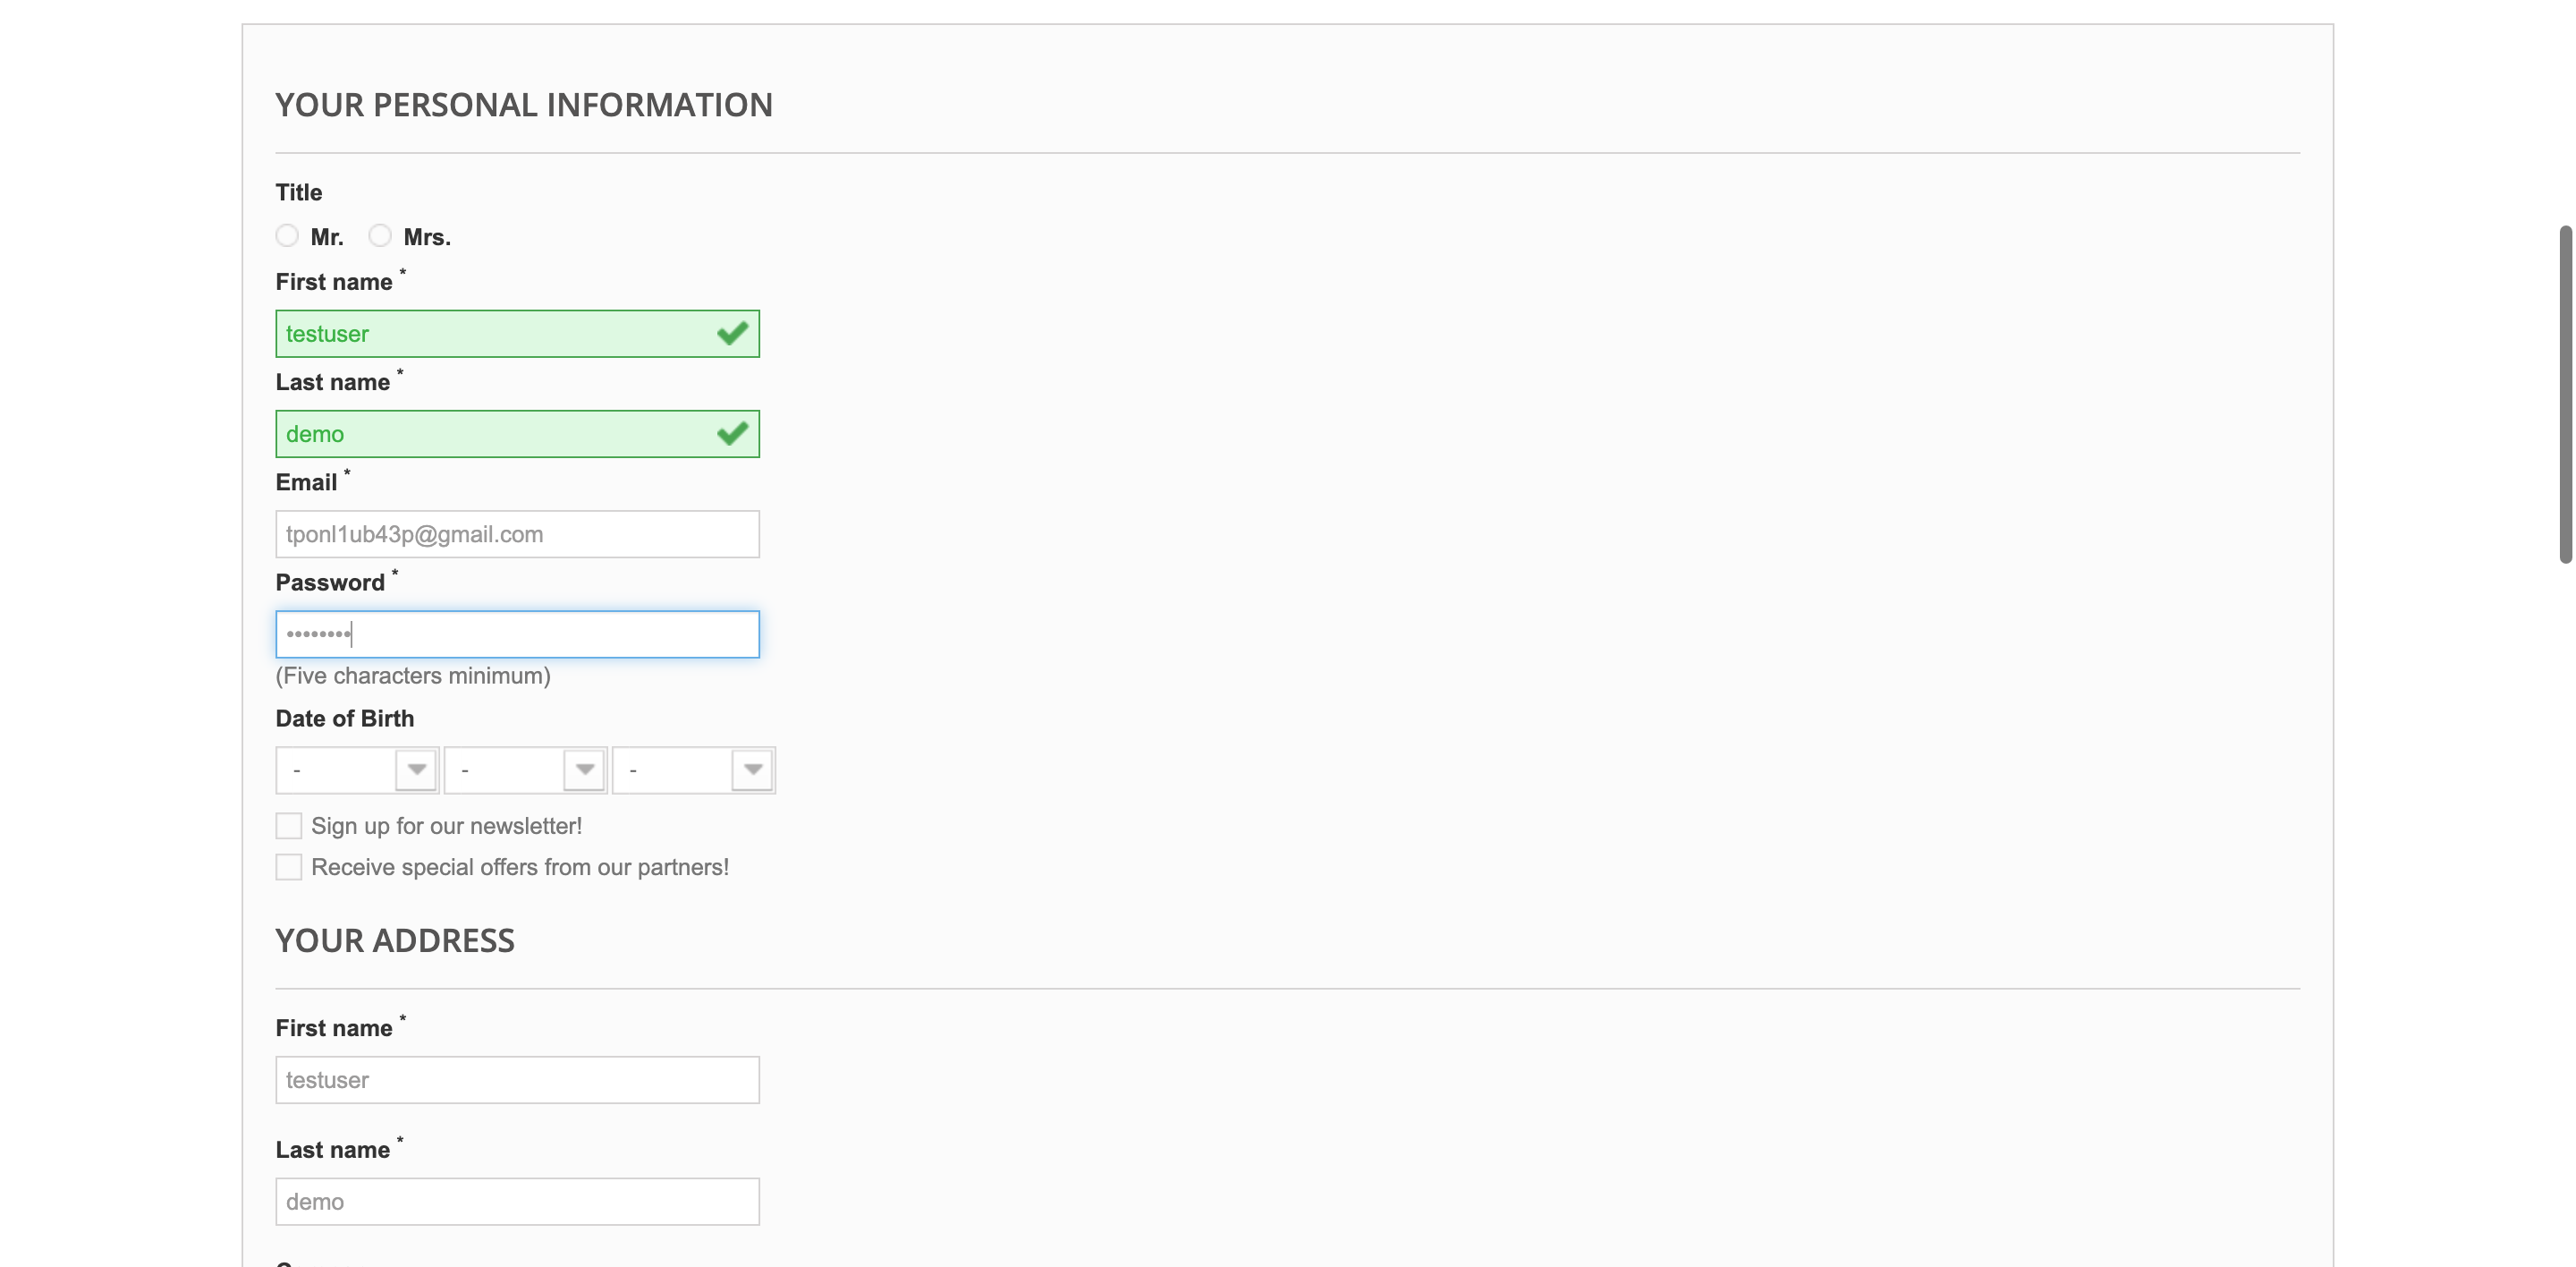 YOUR PERSONAL INFORMATION
Title
Mr. Mrs.
First name *
testuser
Last name *
demo
Email *
tponl1ub43p@gmail.com
Password *
••••••••
(Five characters minimum)
Date of Birth
- - -
Sign up for our newsletter!
Receive special offers from our partners!
YOUR ADDRESS
First name *
testuser
Last name *
demo